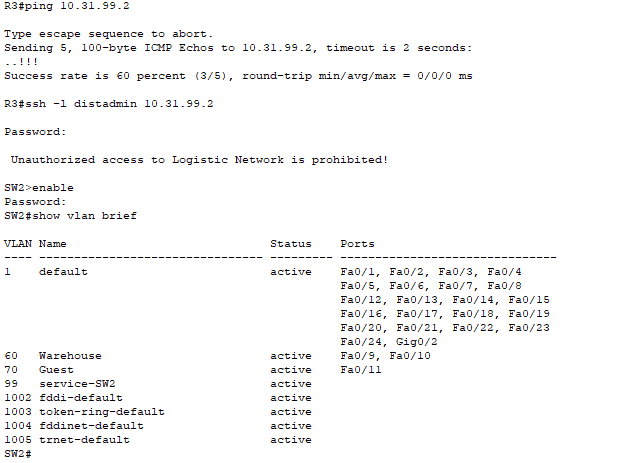 R3#ping 10.31.99.2
Type escape sequence to abort.
Sending 5, 100-byte ICMP Echos to 10.31.99.2, timeout is 2 seconds:
..!!!
Success rate is 60 percent (3/5), round-trip min/avg/max = 0/0/0 ms
R3#ssh -l distadmin 10.31.99.2
Password:
Unauthorized access to Logistic Network is prohibited!
SW2>enable
Password:
SW2#show vlan brief
VLAN Name                             Status    Ports
---- -------------------------------- --------- -------------------------------
1    default                          active    Fa0/1, Fa0/2, Fa0/3, Fa0/4
                                                Fa0/5, Fa0/6, Fa0/7, Fa0/8
                                                Fa0/12, Fa0/13, Fa0/14, Fa0/15
                                                Fa0/16, Fa0/17, Fa0/18, Fa0/19
                                                Fa0/20, Fa0/21, Fa0/22, Fa0/23
                                                Fa0/24, Gig0/2
60   Warehouse                        active    Fa0/9, Fa0/10
70   Guest                            active    Fa0/11
99   service-SW2                      active
1002 fddi-default                     active
1003 token-ring-default               active
1004 fddinet-default                  active
1005 trnet-default                    active
SW2#